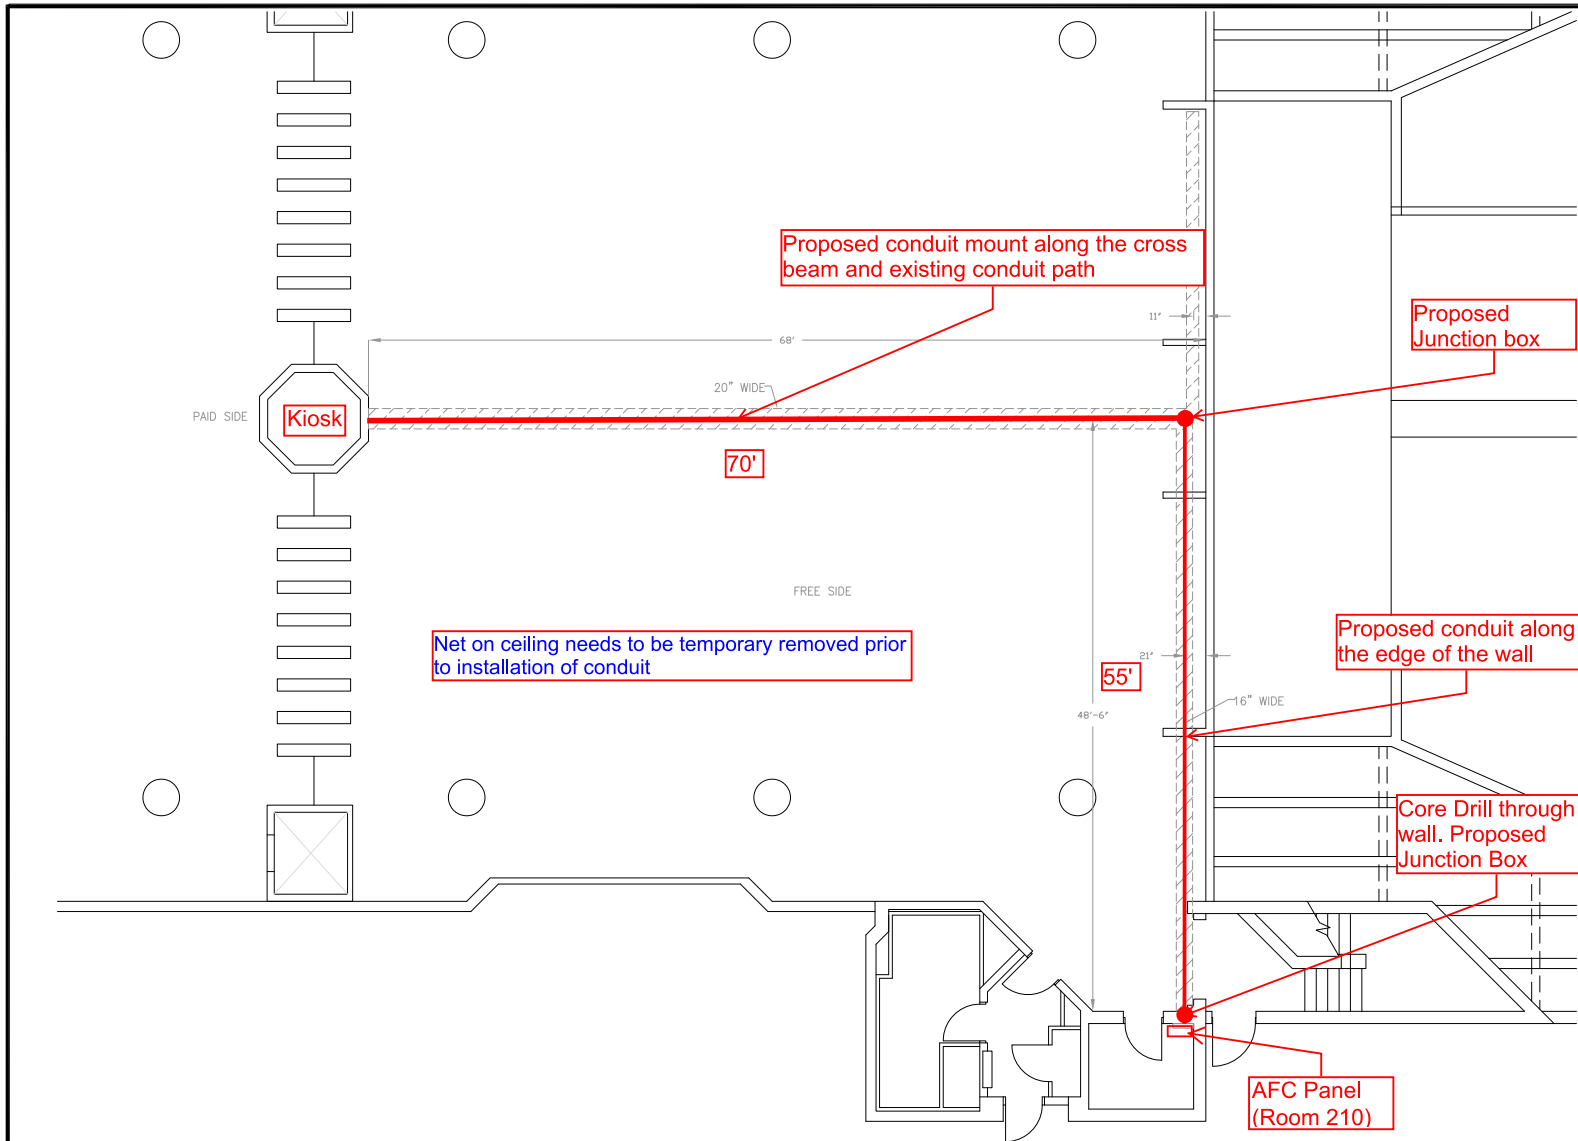 Proposed conduit mount along the cross
beam and existing conduit path
11"
Proposed
Junction box
68'
20" WIDE
PAID SIDE
Kiosk
70'
FREE SIDE
Net on ceiling needs to be temporary removed prior
to installation of conduit
Proposed conduit along
the edge of the wall
21"
55'
16" WIDE
48'-6"
Core Drill through
wall. Proposed
Junction Box
AFC Panel
(Room 210)